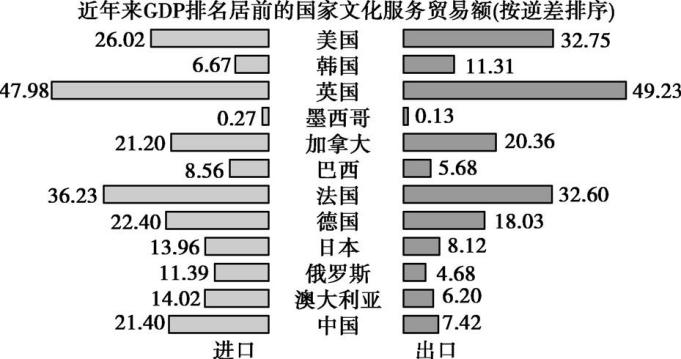 近年来GDP排名居前的国家文化服务贸易额(按逆差排序)
26.02 美国 32.75
6.67 韩国 11.31
47.98 英国 49.23
0.27 墨西哥 0.13
21.20 加拿大 20.36
8.56 巴西 5.68
36.23 法国 32.60
22.40 德国 18.03
13.96 日本 8.12
11.39 俄罗斯 4.68
14.02 澳大利亚 6.20
21.40 中国 7.42
进口 出口